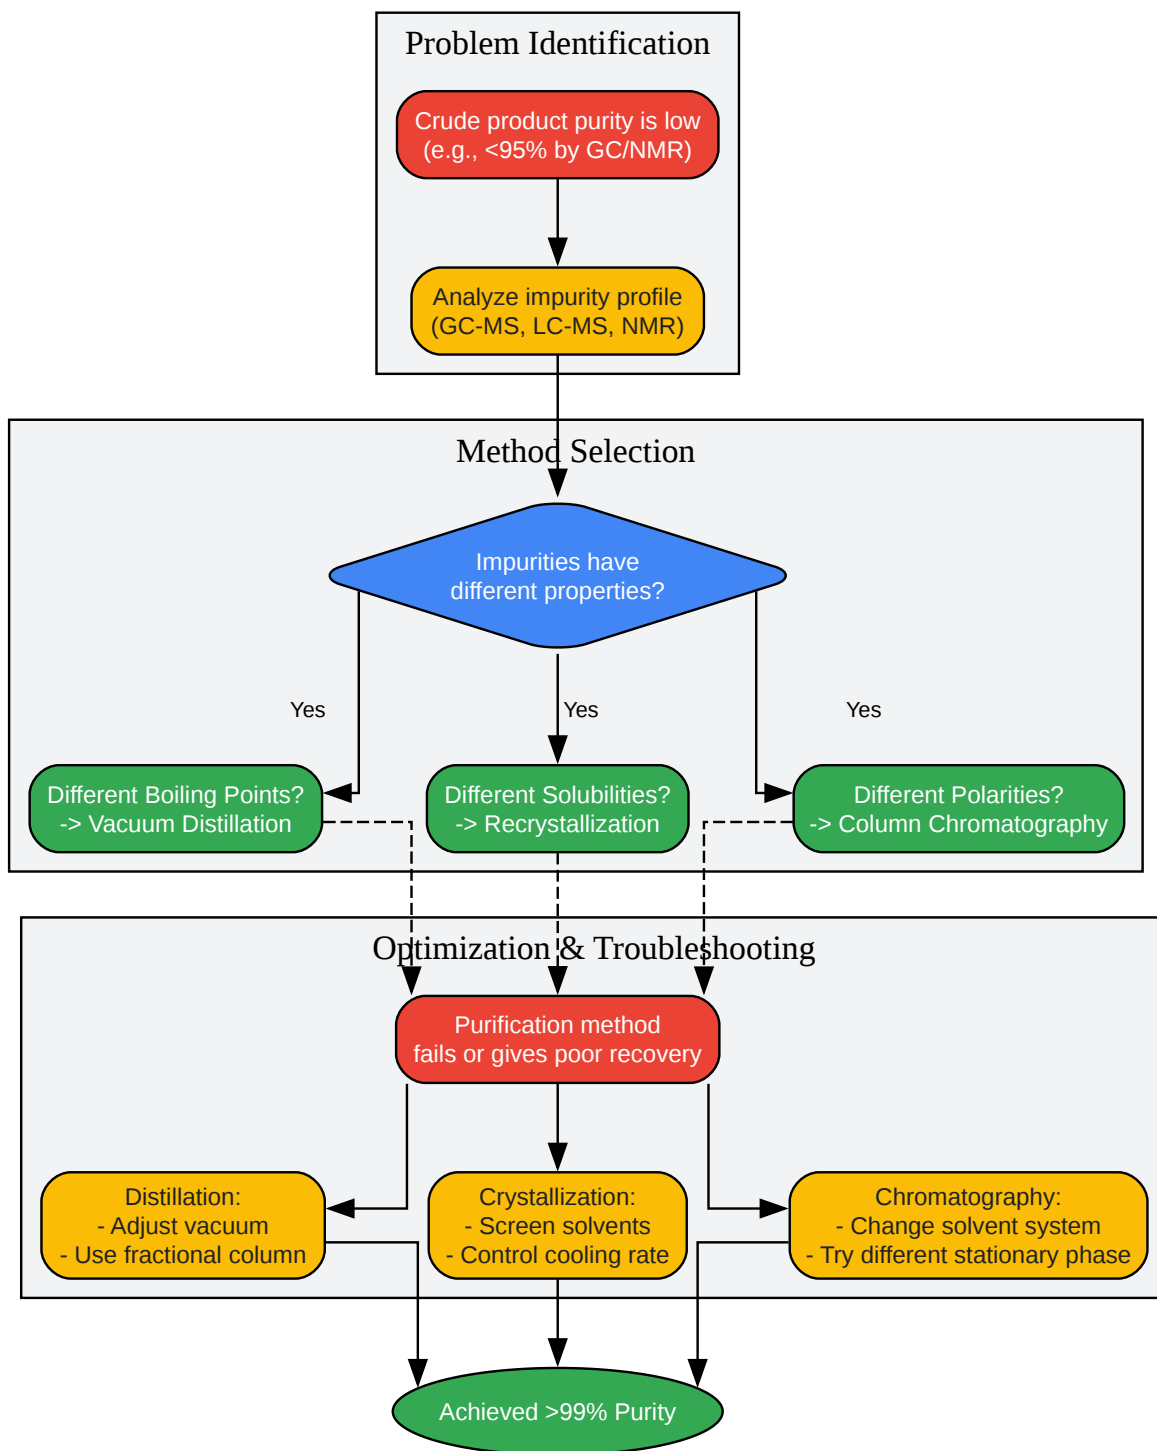 Problem Identification
Crude product purity is low
(e.g., <95% by GC/NMR)
Analyze impurity profile
(GC-MS, LC-MS, NMR)
Method Selection
Impurities have
different properties?
Yes
Yes
Yes
Different Boiling Points?
-> Vacuum Distillation
Different Solubilities?
-> Recrystallization
Different Polarities?
-> Column Chromatography
Optimization & Troubleshooting
Purification method
fails or gives poor recovery
Distillation:
- Adjust vacuum
- Use fractional column
Crystallization:
- Screen solvents
- Control cooling rate
Chromatography:
- Change solvent system
- Try different stationary phase
Achieved >99% Purity